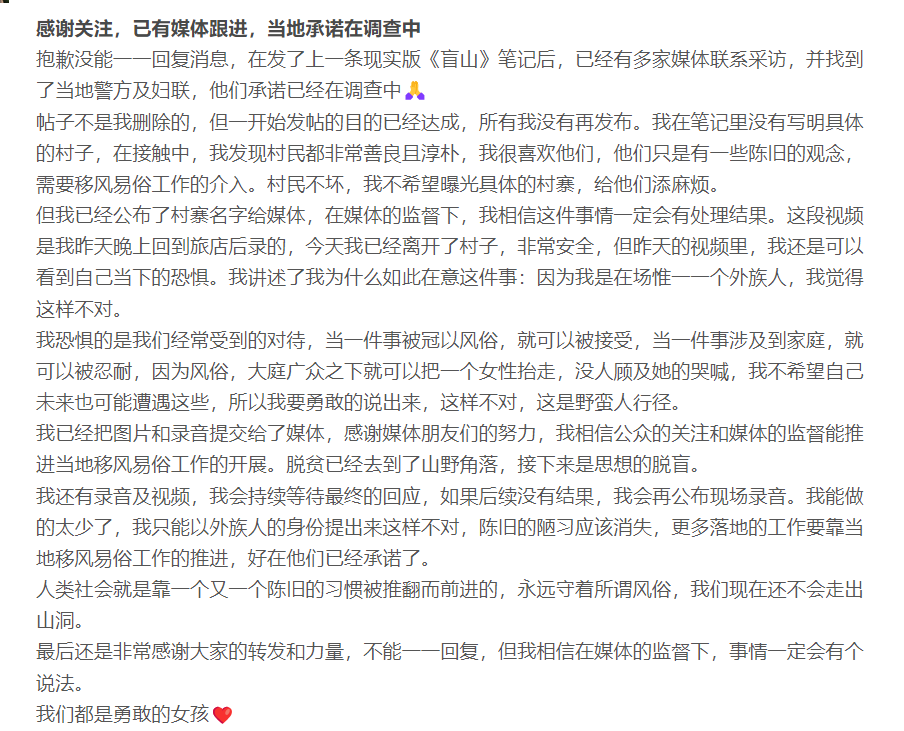 感谢关注，已有媒体跟进，当地承诺在调查中
抱歉没能一一回复消息，在发了上一条现实版《盲山》笔记后，已经有多家媒体联系采访，并找到
了当地警方及妇联，他们承诺已经在调查中🙏
帖子不是我删除的，但一开始发帖的目的已经达成，所有我没有再发布。我在笔记里没有写明具体
的村子，在接触中，我发现村民都非常善良且淳朴，我很喜欢他们，他们只是有一些陈旧的观念，
需要移风易俗工作的介入。村民不坏，我不希望曝光具体的村寨，给他们添麻烦。
但我已经公布了村寨名字给媒体，在媒体的监督下，我相信这件事情一定会有处理结果。这段视频
是我昨天晚上回到旅店后录的，今天我已经离开了村子，非常安全，但昨天的视频里，我还是可以
看到自己当下的恐惧。我讲述了我为什么如此在意这件事：因为我是在场惟一一个外族人，我觉得
这样不对。
我恐惧的是我们经常受到的对待，当一件事被冠以风俗，就可以被接受，当一件事涉及到家庭，就
可以被忍耐，因为风俗，大庭广众之下就可以把一个女性抬走，没人顾及她的哭喊，我不希望自己
未来也可能遭遇这些，所以我要勇敢的说出来，这样不对，这是野蛮人行径。
我已经把图片和录音提交给了媒体，感谢媒体朋友们的努力，我相信公众的关注和媒体的监督能推
进当地移风易俗工作的开展。脱贫已经去到了山野角落，接下来是思想的脱盲。
我还有录音及视频，我会持续等待最终的回应，如果后续没有结果，我会再公布现场录音。我能做
的太少了，我只能以外族人的身份提出来这样不对，陈旧的陋习应该消失，更多落地的工作要靠当
地移风易俗工作的推进，好在他们已经承诺了。
人类社会就是靠一个又一个陈旧的习惯被推翻而前进的，永远守着所谓风俗，我们现在还不会走出
山洞。
最后还是非常感谢大家的转发和力量，不能一一回复，但我相信在媒体的监督下，事情一定会有个
说法。
我们都是勇敢的女孩❤️